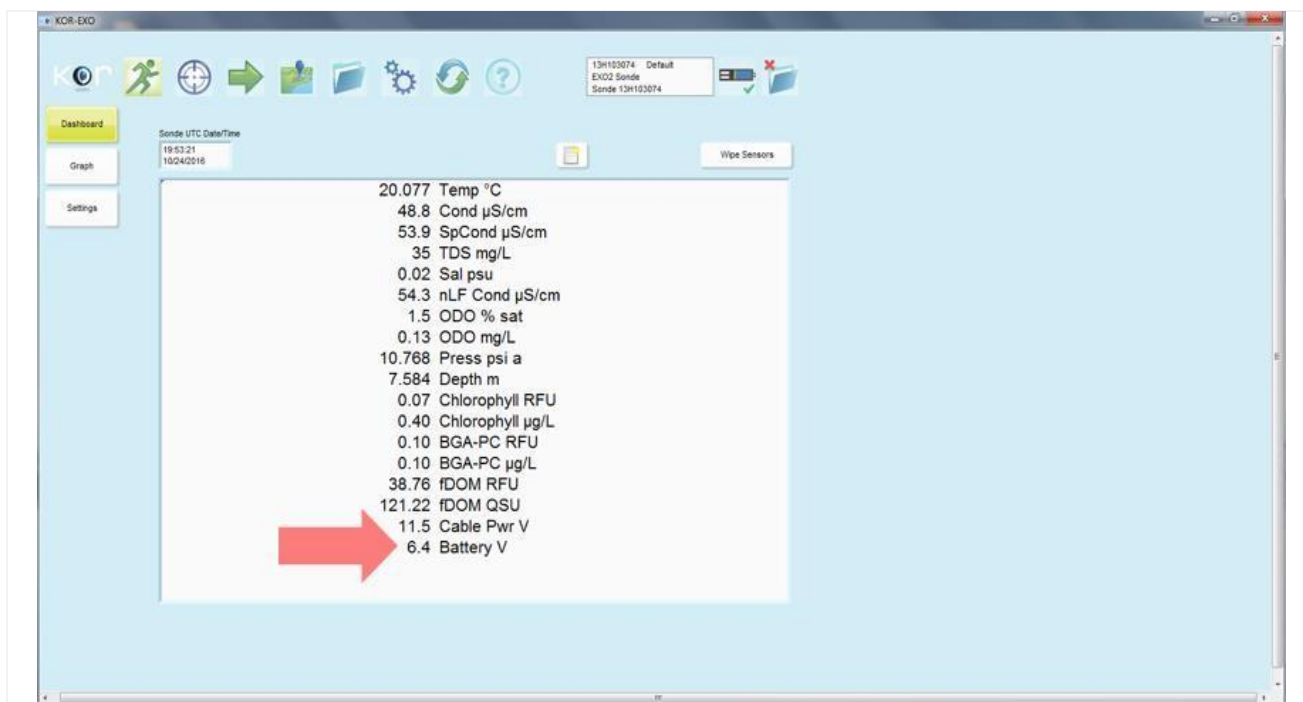 KOR-EXO
Kor
13H103074 Default
EXO2 Sonde
Sonde 13H103074
Dashboard
Graph
Settings
Sonde UTC Date/Time
19:53:21
10/24/2016
Wipe Sensors
20.077 Temp °C
48.8 Cond µS/cm
53.9 SpCond µS/cm
35 TDS mg/L
0.02 Sal psu
54.3 nLF Cond µS/cm
1.5 ODO % sat
0.13 ODO mg/L
10.768 Press psi a
7.584 Depth m
0.07 Chlorophyll RFU
0.40 Chlorophyll µg/L
0.10 BGA-PC RFU
0.10 BGA-PC µg/L
38.76 fDOM RFU
121.22 fDOM QSU
11.5 Cable Pwr V
6.4 Battery V